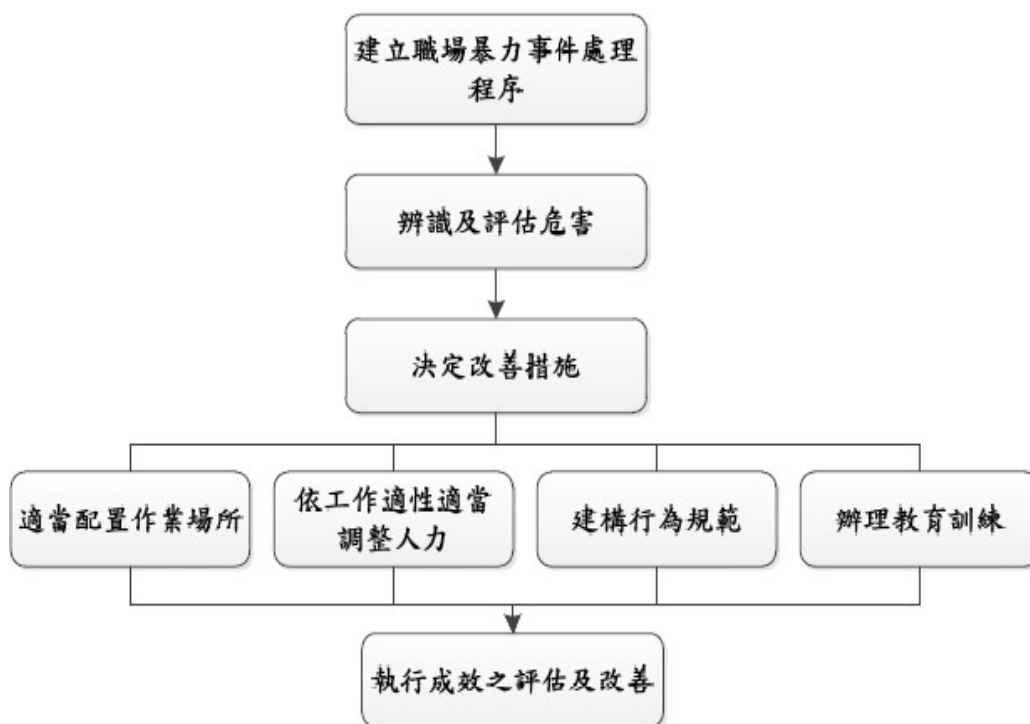 建立職場暴力事件處理
程序
辨識及評估危害
決定改善措施
適當配置作業場所
依工作適性適當
調整人力
建構行為規範
辦理教育訓練
執行成效之評估及改善